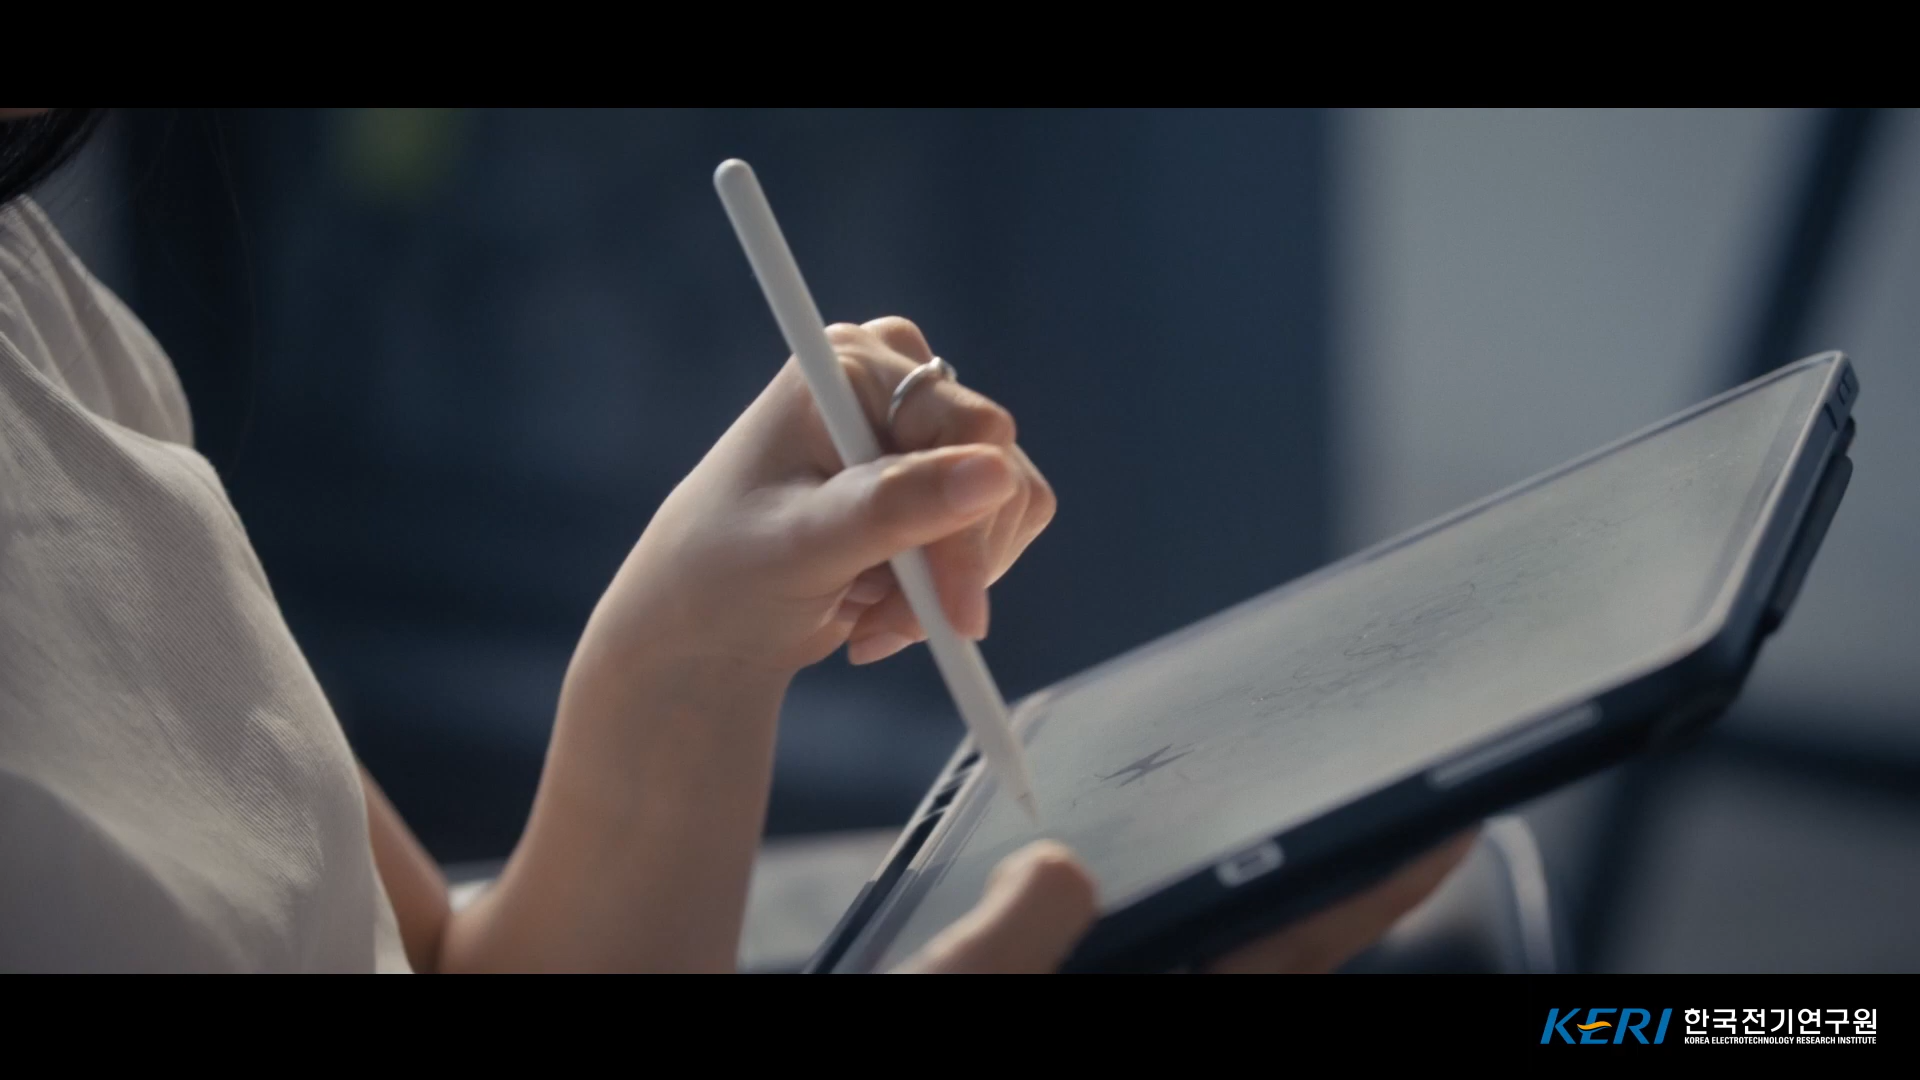 KERI 한국전기연구원
KOREA ELECTROTECHNOLOGY RESEARCH INSTITUTE